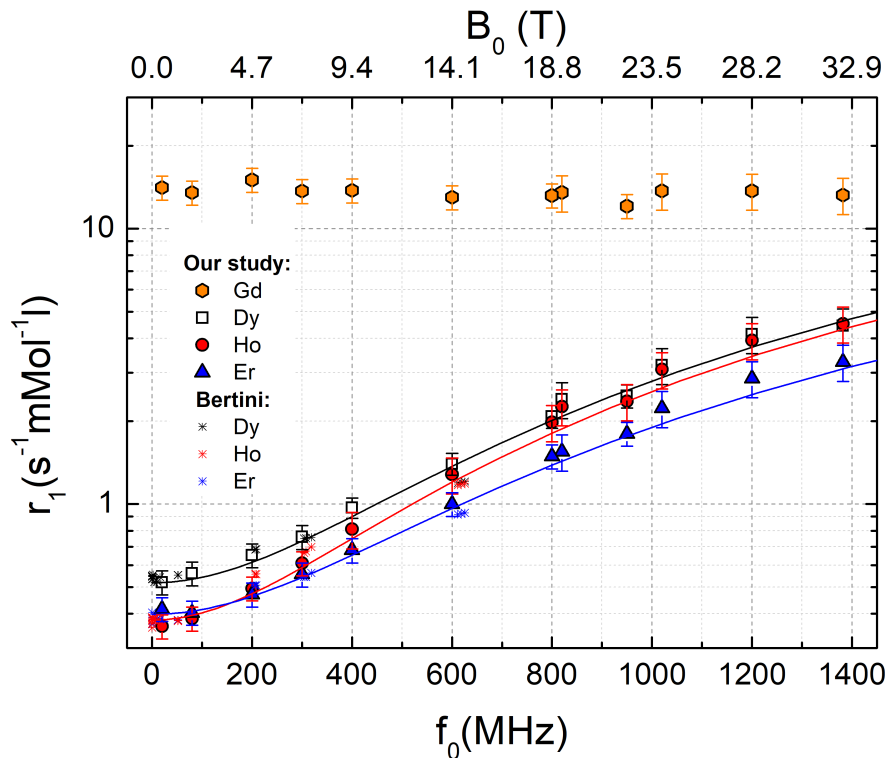 B₀ (T)
0.0 4.7 9.4 14.1 18.8 23.5 28.2 32.9
r₁(s⁻¹mMol⁻¹l)
10
Our study:
Gd
Dy
Ho
Er
Bertini:
Dy
Ho
Er
1
0 200 400 600 800 1000 1200 1400
f₀(MHz)